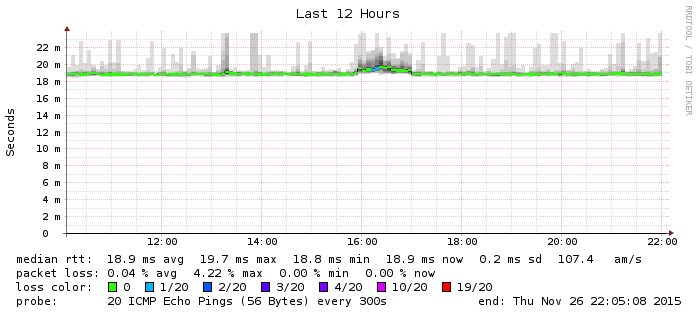 Last 12 Hours
RRDTOOL / TOBI OETIKER
Seconds
22 m
20 m
18 m
16 m
14 m
12 m
10 m
8 m
6 m
4 m
2 m
0
12:00 14:00 16:00 18:00 20:00 22:00
median rtt: 18.9 ms avg 19.7 ms max 18.8 ms min 18.9 ms now 0.2 ms sd 107.4 am/s
packet loss: 0.04 % avg 4.22 % max 0.00 % min 0.00 % now
loss color: 0 1/20 2/20 3/20 4/20 10/20 19/20
probe: 20 ICMP Echo Pings (56 Bytes) every 300s end: Thu Nov 26 22:05:08 2015